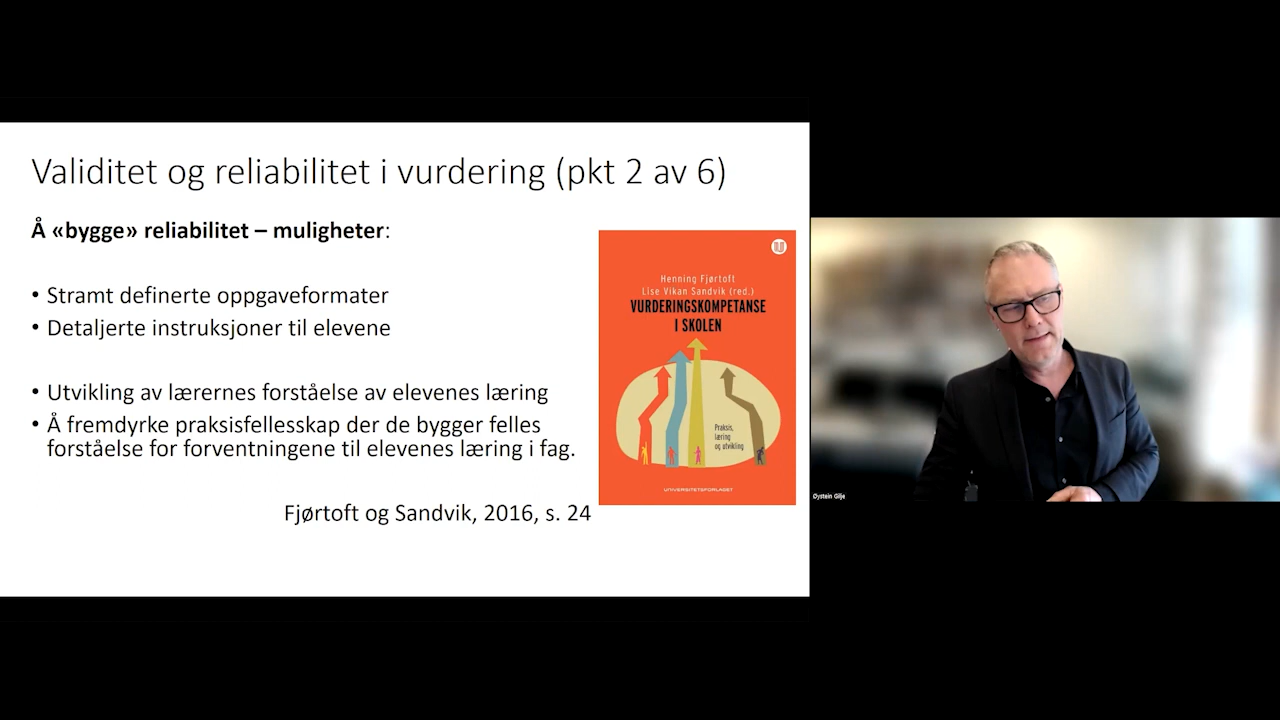 Validitet og reliabilitet i vurdering (pkt 2 av 6)
Å «bygge» reliabilitet – muligheter:
• Stramt definerte oppgaveformater
• Detaljerte instruksjoner til elevene
• Utvikling av lærernes forståelse av elevenes læring
• Å fremdyrke praksisfellesskap der de bygger felles
forståelse for forventningene til elevenes læring i fag.
Fjørtoft og Sandvik, 2016, s. 24
Henning Fjørtoft
Lise Vikan Sandvik (red.)
VURDERINGSKOMPETANSE
I SKOLEN
Praksis,
læring
og utvikling
UNIVERSITETSFORLAGET
Øystein Gilje